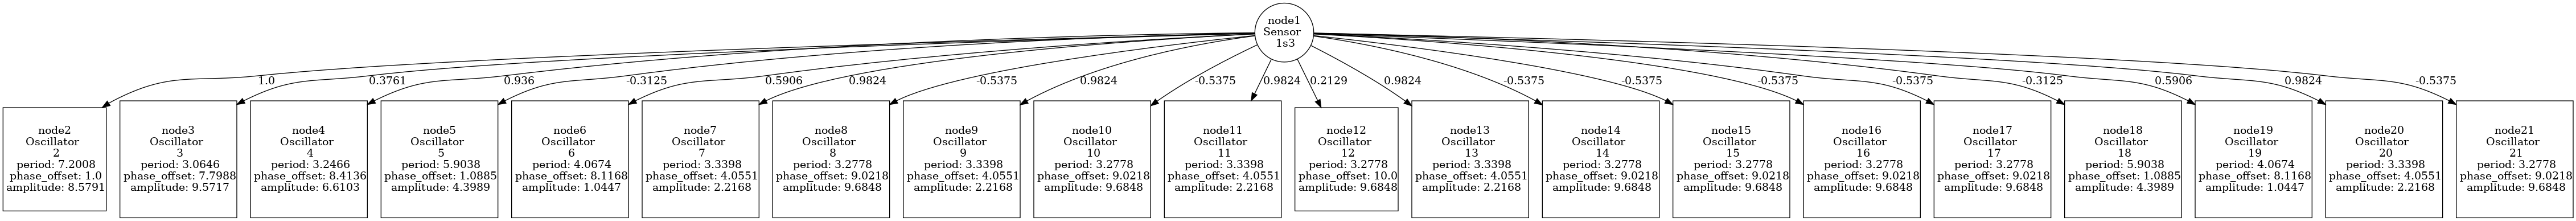 node1
Sensor
1s3
1.0
0.3761
0.936
-0.3125
0.5906
0.9824
-0.5375
0.9824
-0.5375
0.9824
0.2129
0.9824
-0.5375
-0.5375
-0.5375
-0.5375
-0.3125
0.5906
0.9824
-0.5375
node2
Oscillator
2
period: 7.2008
phase_offset: 1.0
amplitude: 8.5791
node3
Oscillator
3
period: 3.0646
phase_offset: 7.7988
amplitude: 9.5717
node4
Oscillator
4
period: 3.2466
phase_offset: 8.4136
amplitude: 6.6103
node5
Oscillator
5
period: 5.9038
phase_offset: 1.0885
amplitude: 4.3989
node6
Oscillator
6
period: 4.0674
phase_offset: 8.1168
amplitude: 1.0447
node7
Oscillator
7
period: 3.3398
phase_offset: 4.0551
amplitude: 2.2168
node8
Oscillator
8
period: 3.2778
phase_offset: 9.0218
amplitude: 9.6848
node9
Oscillator
9
period: 3.3398
phase_offset: 4.0551
amplitude: 2.2168
node10
Oscillator
10
period: 3.2778
phase_offset: 9.0218
amplitude: 9.6848
node11
Oscillator
11
period: 3.3398
phase_offset: 4.0551
amplitude: 2.2168
node12
Oscillator
12
period: 3.2778
phase_offset: 10.0
amplitude: 9.6848
node13
Oscillator
13
period: 3.3398
phase_offset: 4.0551
amplitude: 2.2168
node14
Oscillator
14
period: 3.2778
phase_offset: 9.0218
amplitude: 9.6848
node15
Oscillator
15
period: 3.2778
phase_offset: 9.0218
amplitude: 9.6848
node16
Oscillator
16
period: 3.2778
phase_offset: 9.0218
amplitude: 9.6848
node17
Oscillator
17
period: 3.2778
phase_offset: 9.0218
amplitude: 9.6848
node18
Oscillator
18
period: 5.9038
phase_offset: 1.0885
amplitude: 4.3989
node19
Oscillator
19
period: 4.0674
phase_offset: 8.1168
amplitude: 1.0447
node20
Oscillator
20
period: 3.3398
phase_offset: 4.0551
amplitude: 2.2168
node21
Oscillator
21
period: 3.2778
phase_offset: 9.0218
amplitude: 9.6848